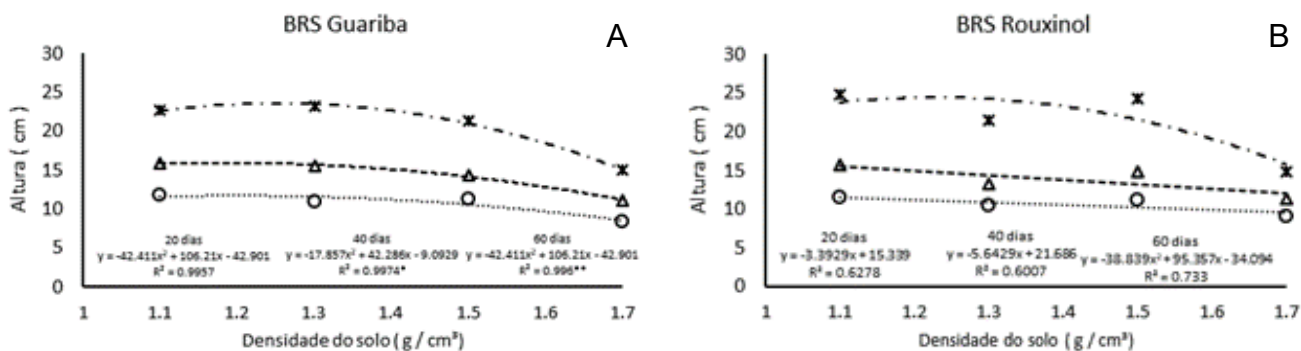 BRS Guariba
A
30
25
20
15
10
5
0
Altura ( cm )
20 dias
y = -42.411x² + 106.21x - 42.901
R² = 0.9957
40 dias
y = -17.857x² + 42.286x - 9.0929
R² = 0.9974*
60 dias
y = -42.411x² + 106.21x - 42.901
R² = 0.996**
1 1.1 1.2 1.3 1.4 1.5 1.6 1.7
Densidade do solo ( g / cm³)
BRS Rouxinol
B
30
25
20
15
10
5
0
Altura ( cm )
20 dias
y = -3.3929x + 15.339
R² = 0.6278
40 dias
y = -5.6429x + 21.686
R² = 0.6007
60 dias
y = -38.839x² + 95.357x - 34.094
R² = 0.733
1 1.1 1.2 1.3 1.4 1.5 1.6 1.7
Densidade do solo ( g / cm³)